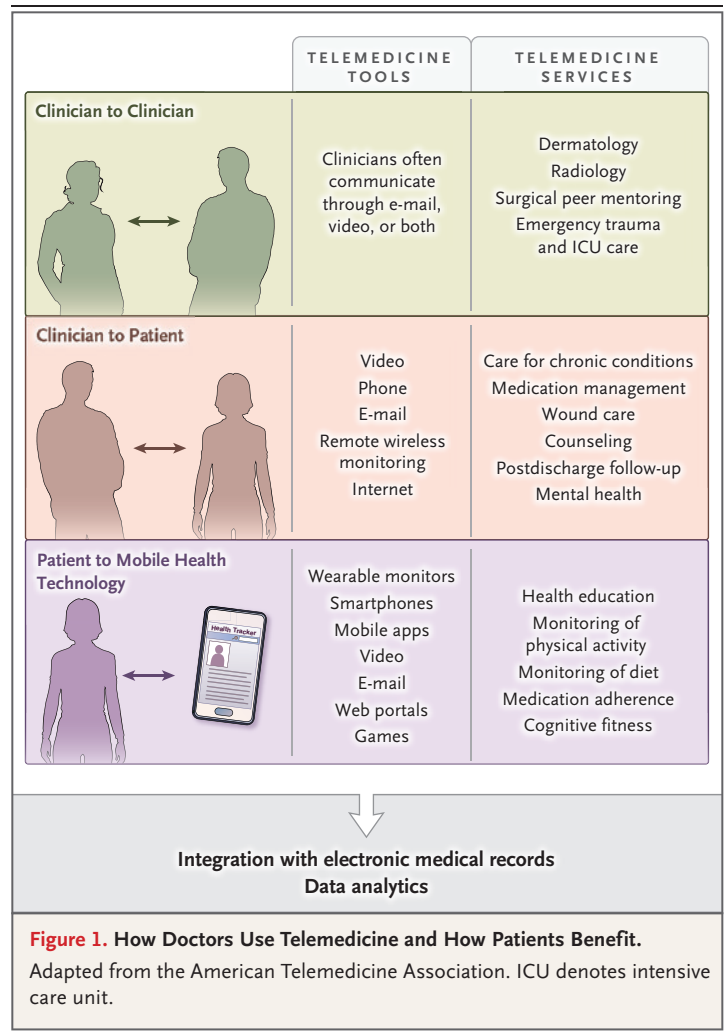 TELEMEDICINE
TOOLS
TELEMEDICINE
SERVICES
Clinician to Clinician
Clinicians often
communicate
through e-mail,
video, or both
Dermatology
Radiology
Surgical peer mentoring
Emergency trauma
and ICU care
Clinician to Patient
Video
Phone
E-mail
Remote wireless
monitoring
Internet
Care for chronic conditions
Medication management
Wound care
Counseling
Postdischarge follow-up
Mental health
Patient to Mobile Health
Technology
Health Tracker
Wearable monitors
Smartphones
Mobile apps
Video
E-mail
Web portals
Games
Health education
Monitoring of
physical activity
Monitoring of diet
Medication adherence
Cognitive fitness
Integration with electronic medical records
Data analytics
Figure 1. How Doctors Use Telemedicine and How Patients Benefit.
Adapted from the American Telemedicine Association. ICU denotes intensive
care unit.